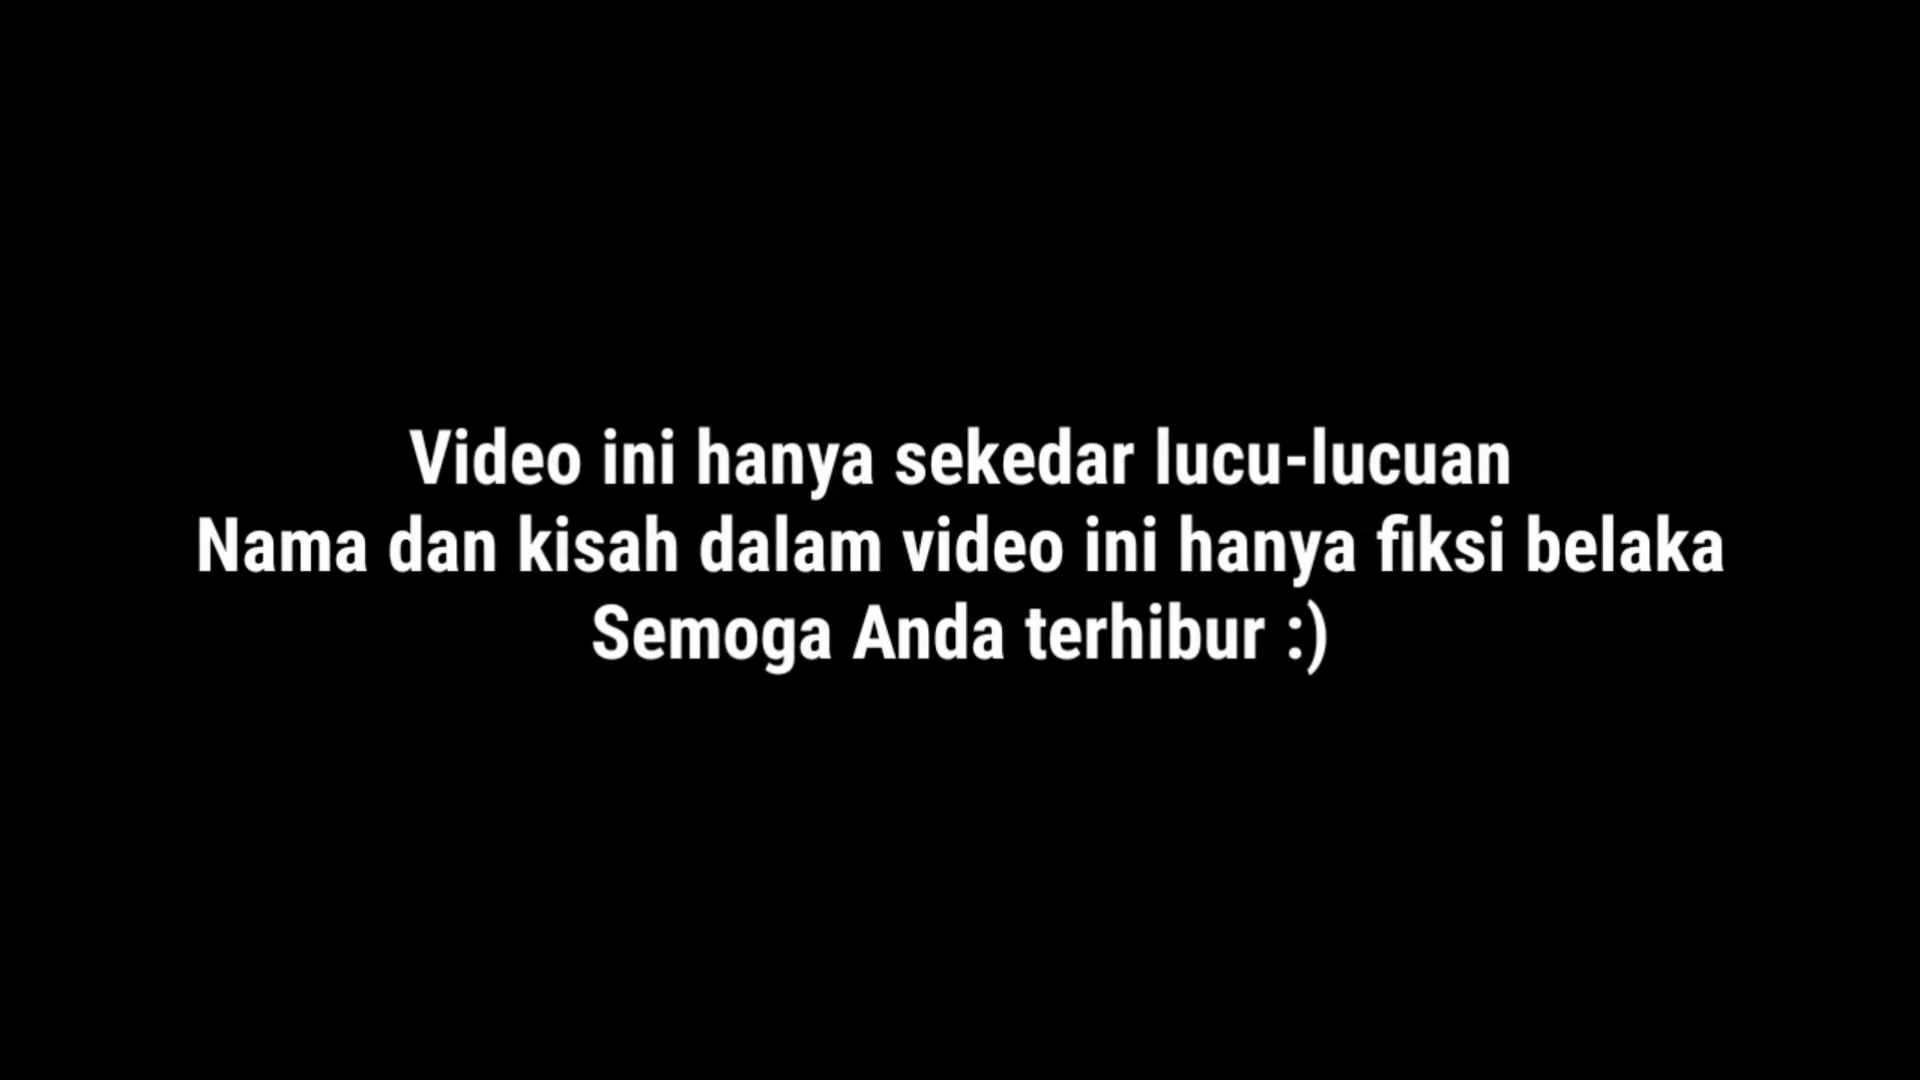 Video ini hanya sekedar lucu-lucuan
Nama dan kisah dalam video ini hanya fiksi belaka
Semoga Anda terhibur :)